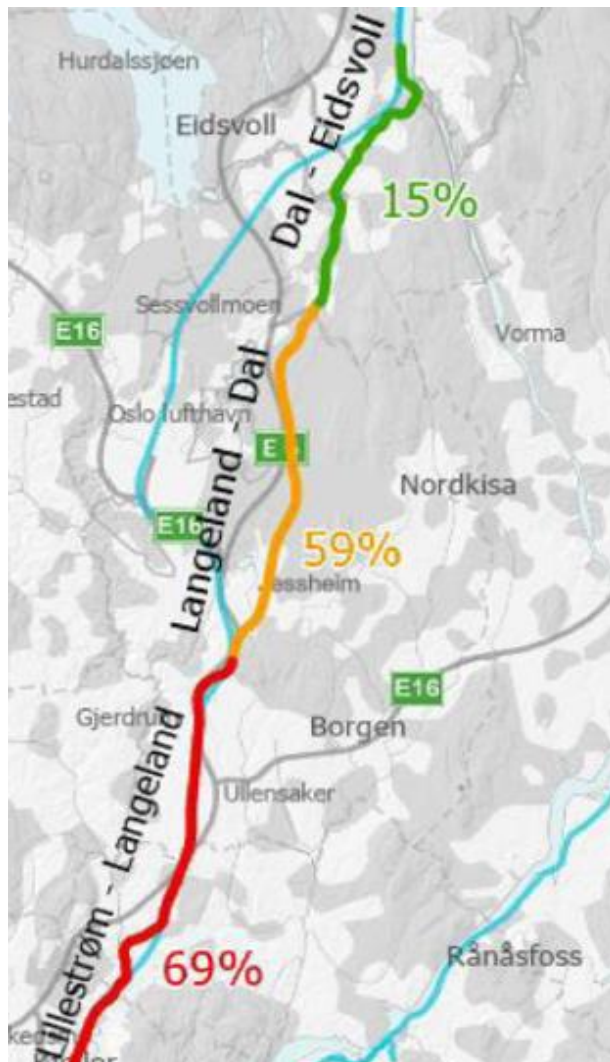 Hurdalssjøen
Eidsvoll
Dal - Eidsvoll
15%
Sessvollmoen
E16
Vorma
Oslo lufthavn
Langeland - Dal
Nordkisa
E16
59%
E16
Gjerdrum
Borgen
Ullensaker
Lillestrøm - Langeland
69%
Rånåsfoss